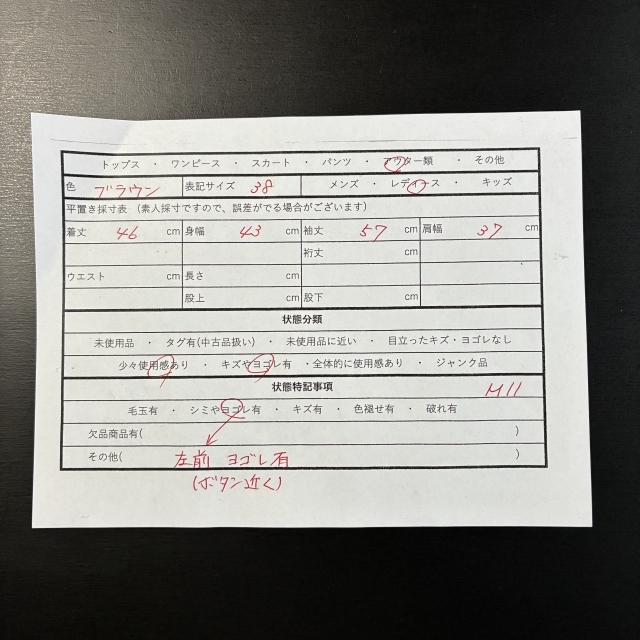 トップス ・ ワンピース ・ スカート ・ パンツ ・ アウター類 ・ その他
色 ブラウン 表記サイズ 38 メンズ ・ レディース ・ キッズ
平置き採寸表 (素人採寸ですので、誤差がでる場合がございます)
着丈 46 cm 身幅 43 cm 袖丈 57 cm 肩幅 37 cm
裄丈 cm
ウエスト cm 長さ cm
股上 cm 股下 cm
状態分類
未使用品 ・ タグ有(中古品扱い) ・ 未使用品に近い ・ 目立ったキズ・ヨゴレなし
少々使用感あり ・ キズやヨゴレ有 ・全体的に使用感あり ・ ジャンク品
状態特記事項 M11
毛玉有 ・ シミやヨゴレ有 ・ キズ有 ・ 色褪せ有 ・ 破れ有
欠品商品有( )
その他( 左前 ヨゴレ有 )
(ボタン近く)